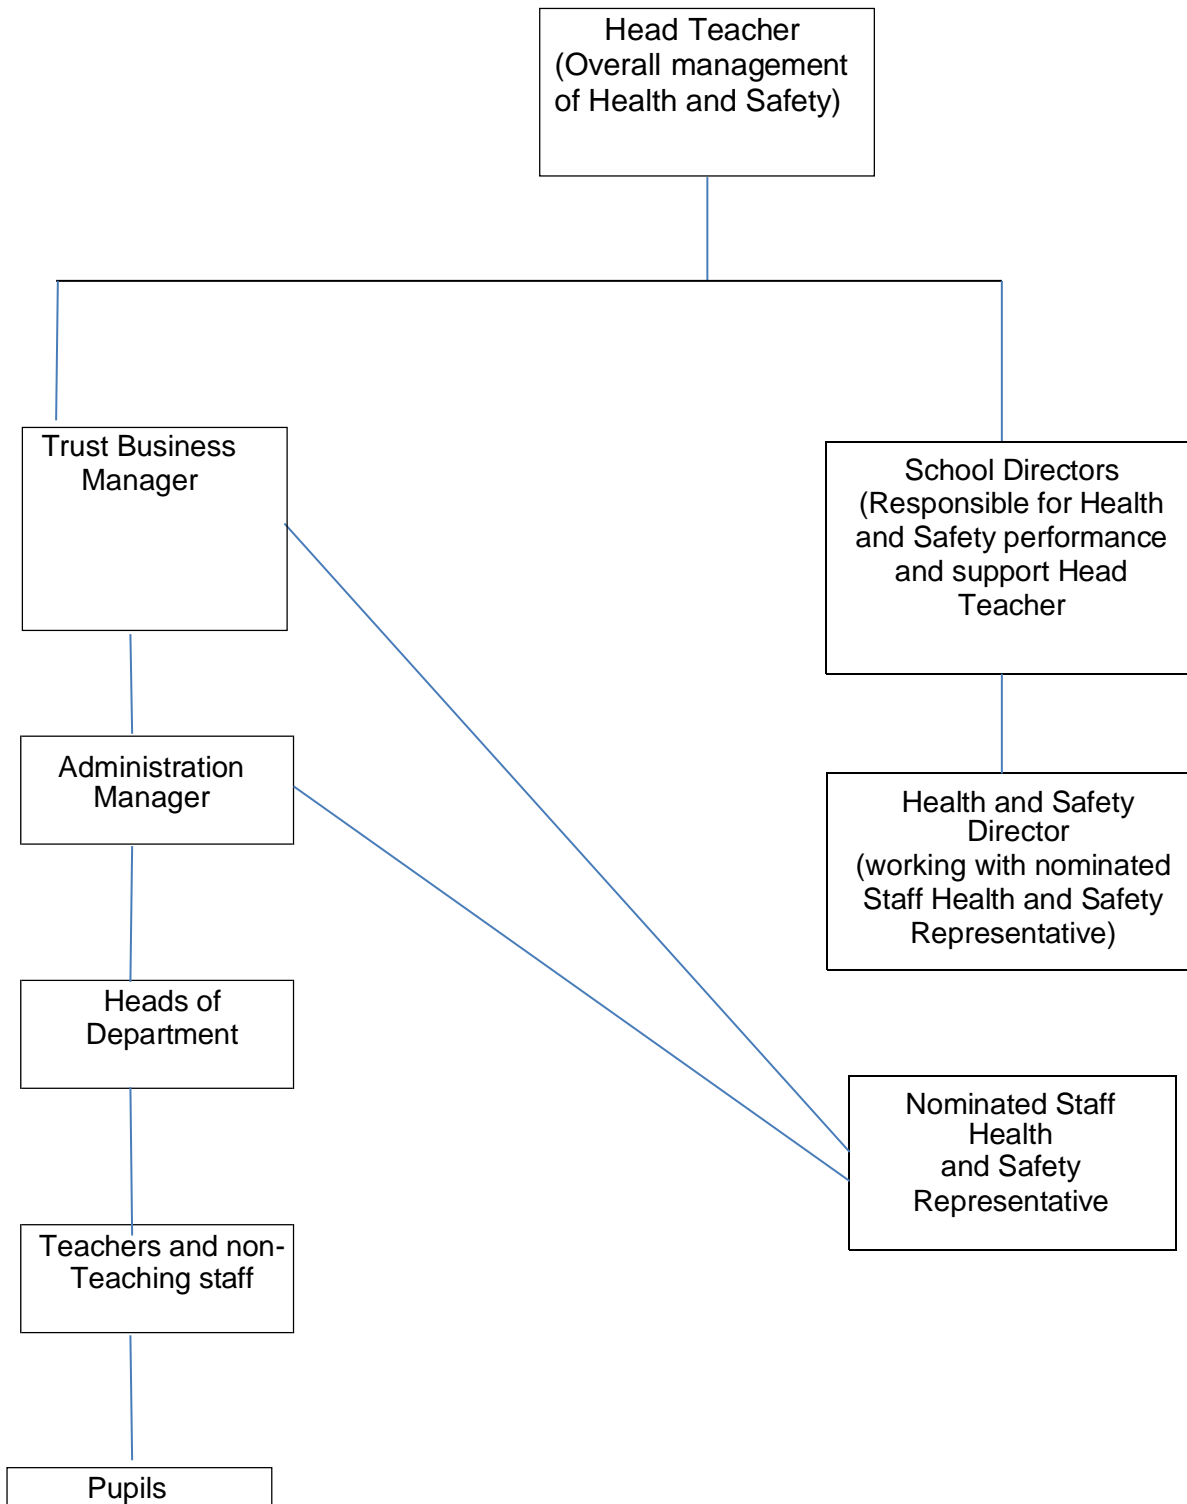 Head Teacher
(Overall management
of Health and Safety)
Trust Business
Manager
School Directors
(Responsible for Health
and Safety performance
and support Head
Teacher
Administration
Manager
Health and Safety
Director
(working with nominated
Staff Health and Safety
Representative)
Heads of
Department
Nominated Staff
Health
and Safety
Representative
Teachers and non-
Teaching staff
Pupils